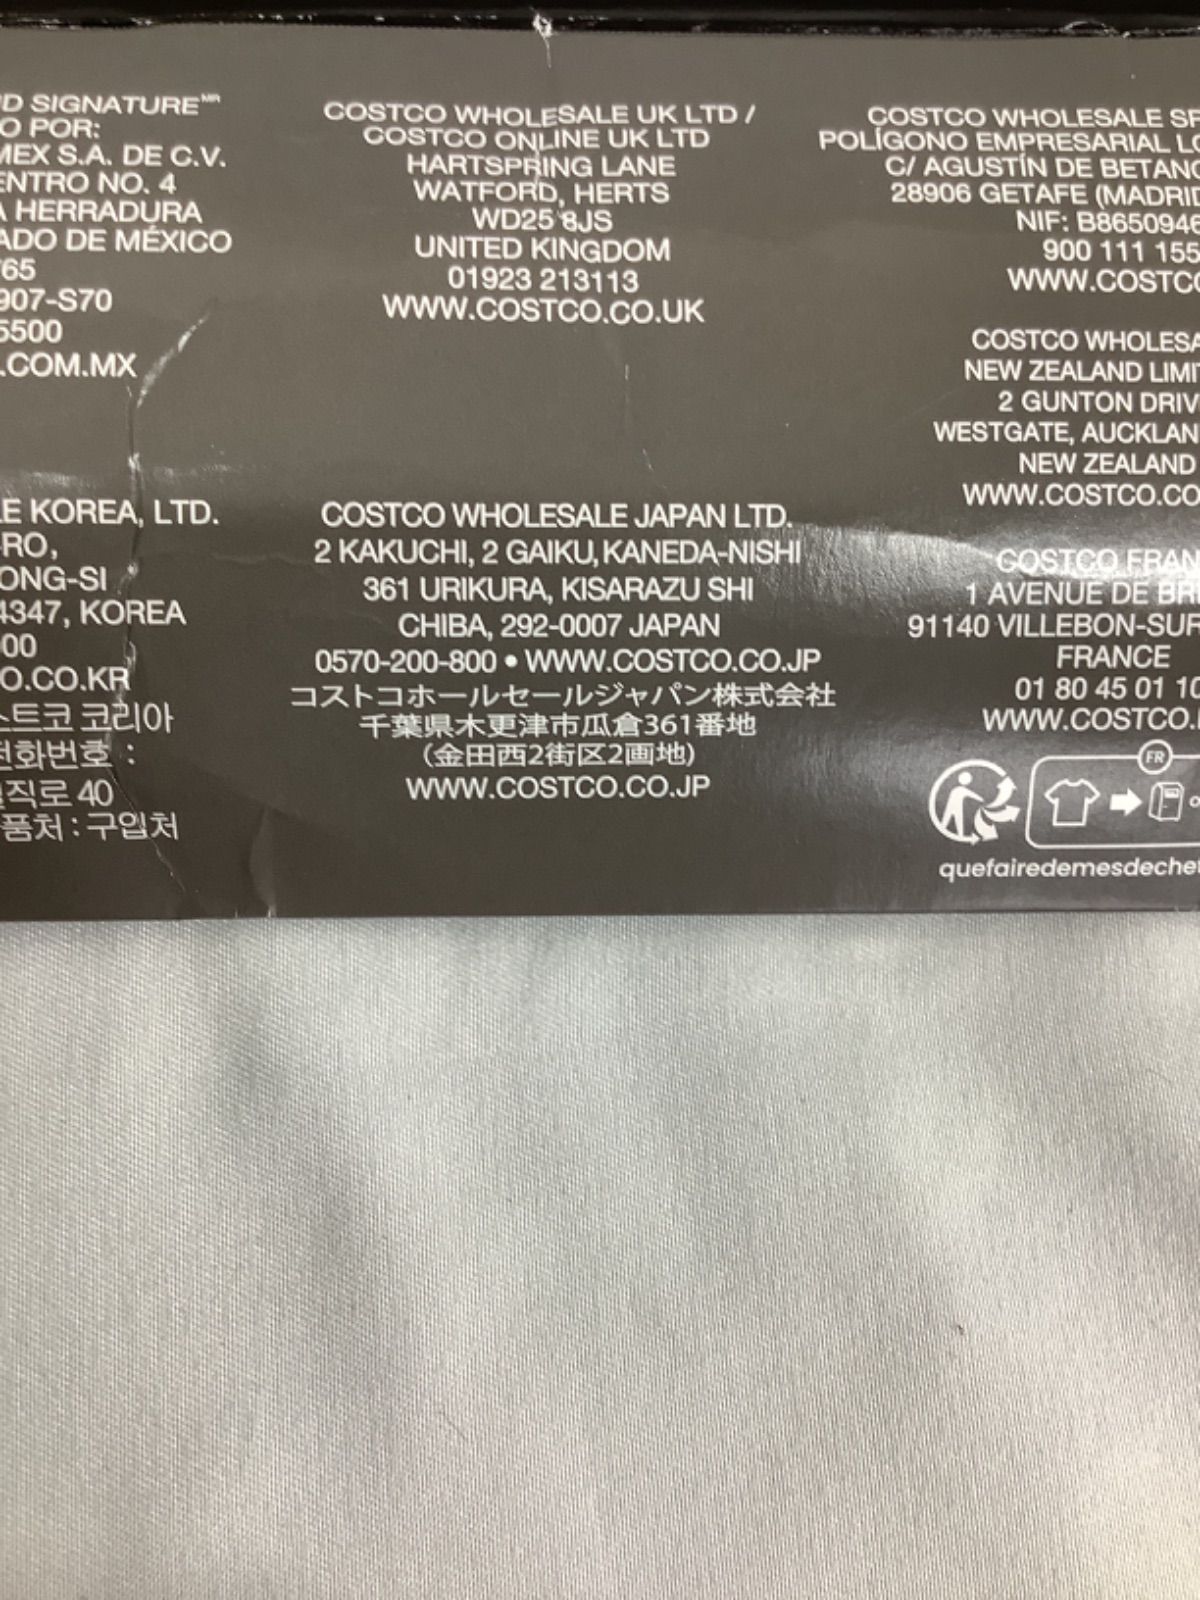 D SIGNATURE MR
O POR:
MEX S.A. DE C.V.
ENTRO NO. 4
A HERRADURA
ADO DE MÉXICO
765
907-S70
5500
.COM.MX
COSTCO WHOLESALE UK LTD /
COSTCO ONLINE UK LTD
HARTSPRING LANE
WATFORD, HERTS
WD25 8JS
UNITED KINGDOM
01923 213113
WWW.COSTCO.CO.UK
COSTCO WHOLESALE SP
POLÍGONO EMPRESARIAL LO
C/ AGUSTÍN DE BETANC
28906 GETAFE (MADRID
NIF: B8650946
900 111 155
WWW.COSTCO
COSTCO WHOLESA
NEW ZEALAND LIMIT
2 GUNTON DRIV
WESTGATE, AUCKLAN
NEW ZEALAND
WWW.COSTCO.CO
LE KOREA, LTD.
-RO,
ONG-SI
4347, KOREA
00
O.CO.KR
스트코 코리아
전화번호 :
일직로 40
품처 : 구입처
COSTCO WHOLESALE JAPAN LTD.
2 KAKUCHI, 2 GAIKU, KANEDA-NISHI
361 URIKURA, KISARAZU SHI
CHIBA, 292-0007 JAPAN
0570-200-800 • WWW.COSTCO.CO.JP
コストコホールセールジャパン株式会社
千葉県木更津市瓜倉361番地
(金田西2街区2画地)
WWW.COSTCO.CO.JP
COSTCO FRAN
1 AVENUE DE BR
91140 VILLEBON-SUR
FRANCE
01 80 45 01 10
WWW.COSTCO.
FR
quefairedemesdechet